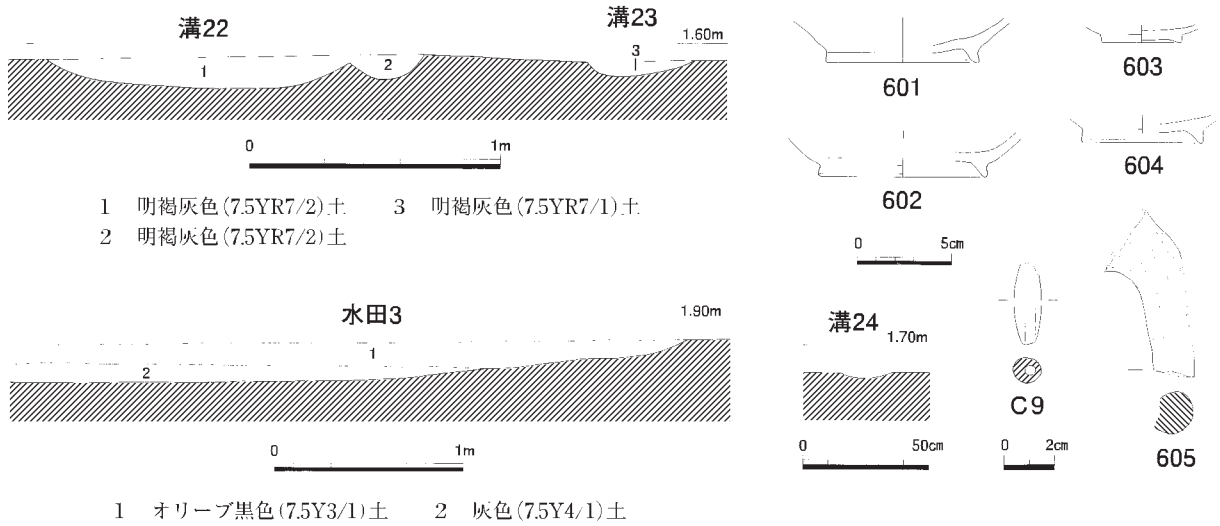 溝22
溝23
1.60m
1
2
3
0 1m
1 明褐灰色(7.5YR7/2)土 3 明褐灰色(7.5YR7/1)土
2 明褐灰色(7.5YR7/2)土
水田3
1.90m
1
2
0 1m
1 オリーブ黒色(7.5Y3/1)土 2 灰色(7.5Y4/1)土
601
603
602
604
0 5cm
溝24
1.70m
0 50cm
C9
0 2cm
605